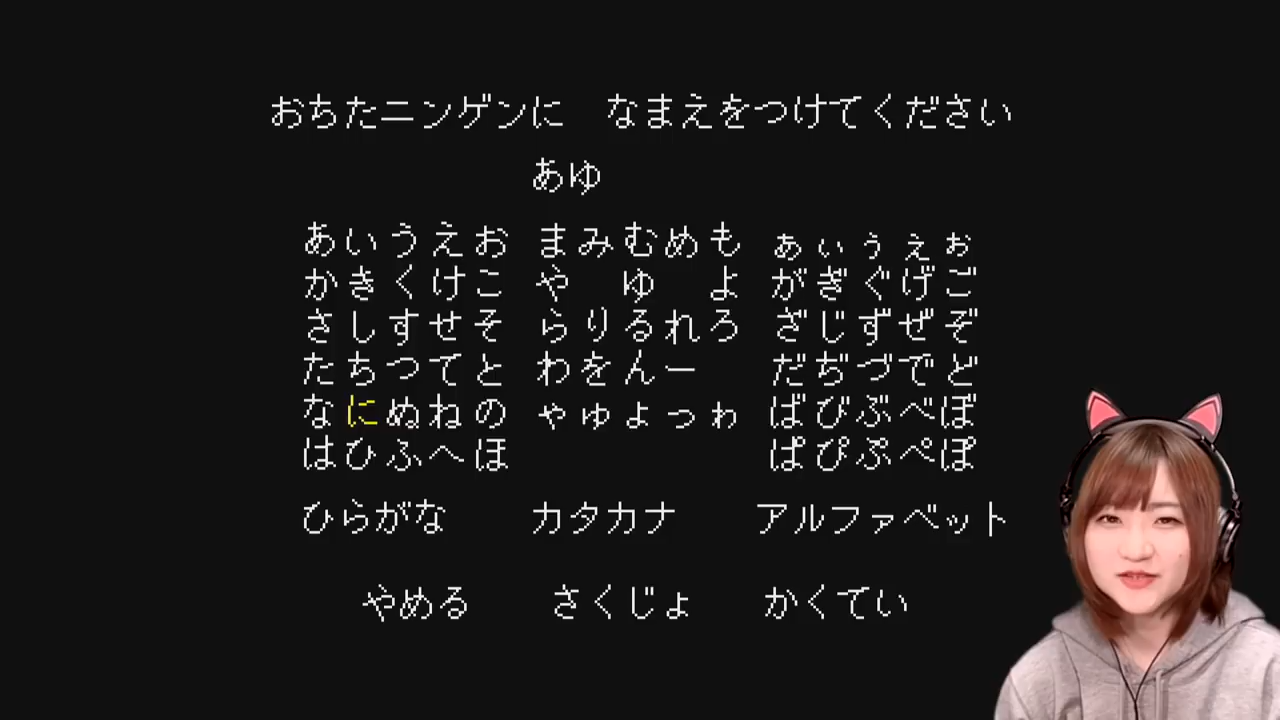 おちたニンゲンに なまえをつけてください
あゆ
あいうえお まみむめも ぁぃぅぇぉ
かきくけこ や ゆ よ がぎぐげご
さしすせそ らりるれろ ざじずぜぞ
たちつてと わをんー だぢづでど
なにぬねの ゃゅょっゎ ばびぶべぼ
はひふへほ ぱぴぷぺぽ
ひらがな カタカナ アルファベット
やめる さくじょ かくてい